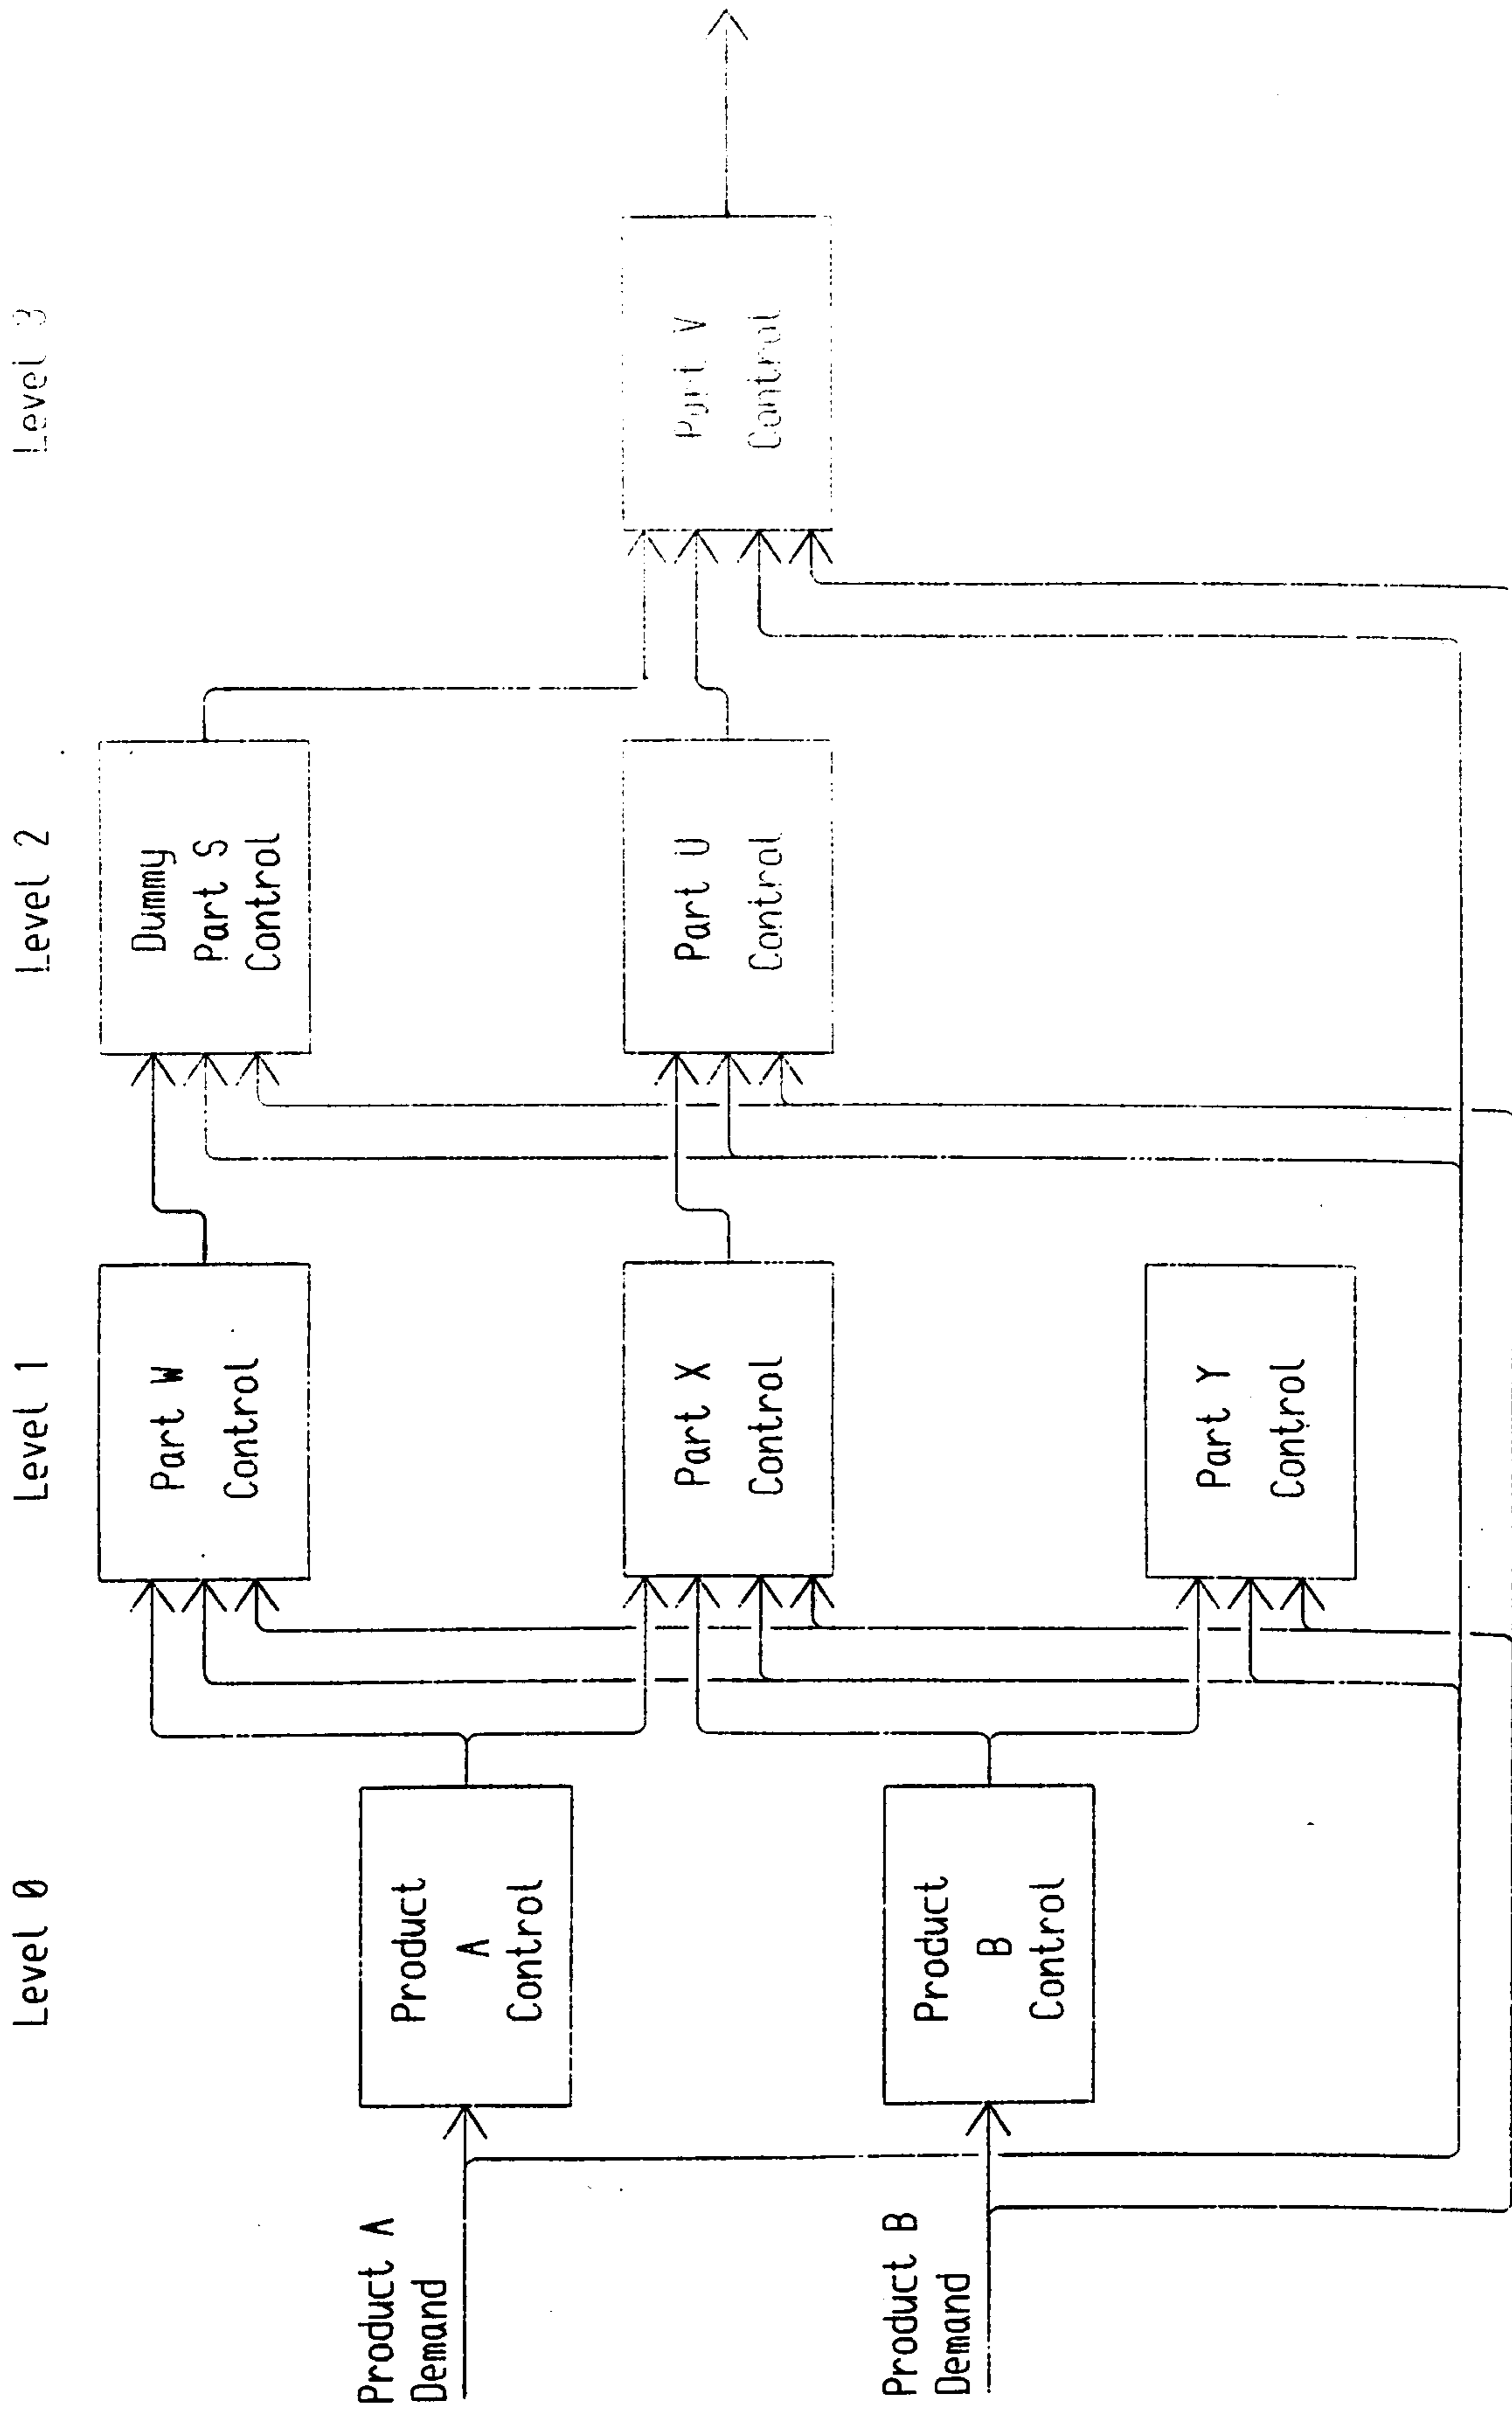 Level 0
Level 1
Level 2
Level 3
Product A
Demand
Product
A
Control
Part W
Control
Dummy
Part S
Control
Part X
Control
Part U
Control
Part V
Control
Product B
Demand
Product
B
Control
Part Y
Control